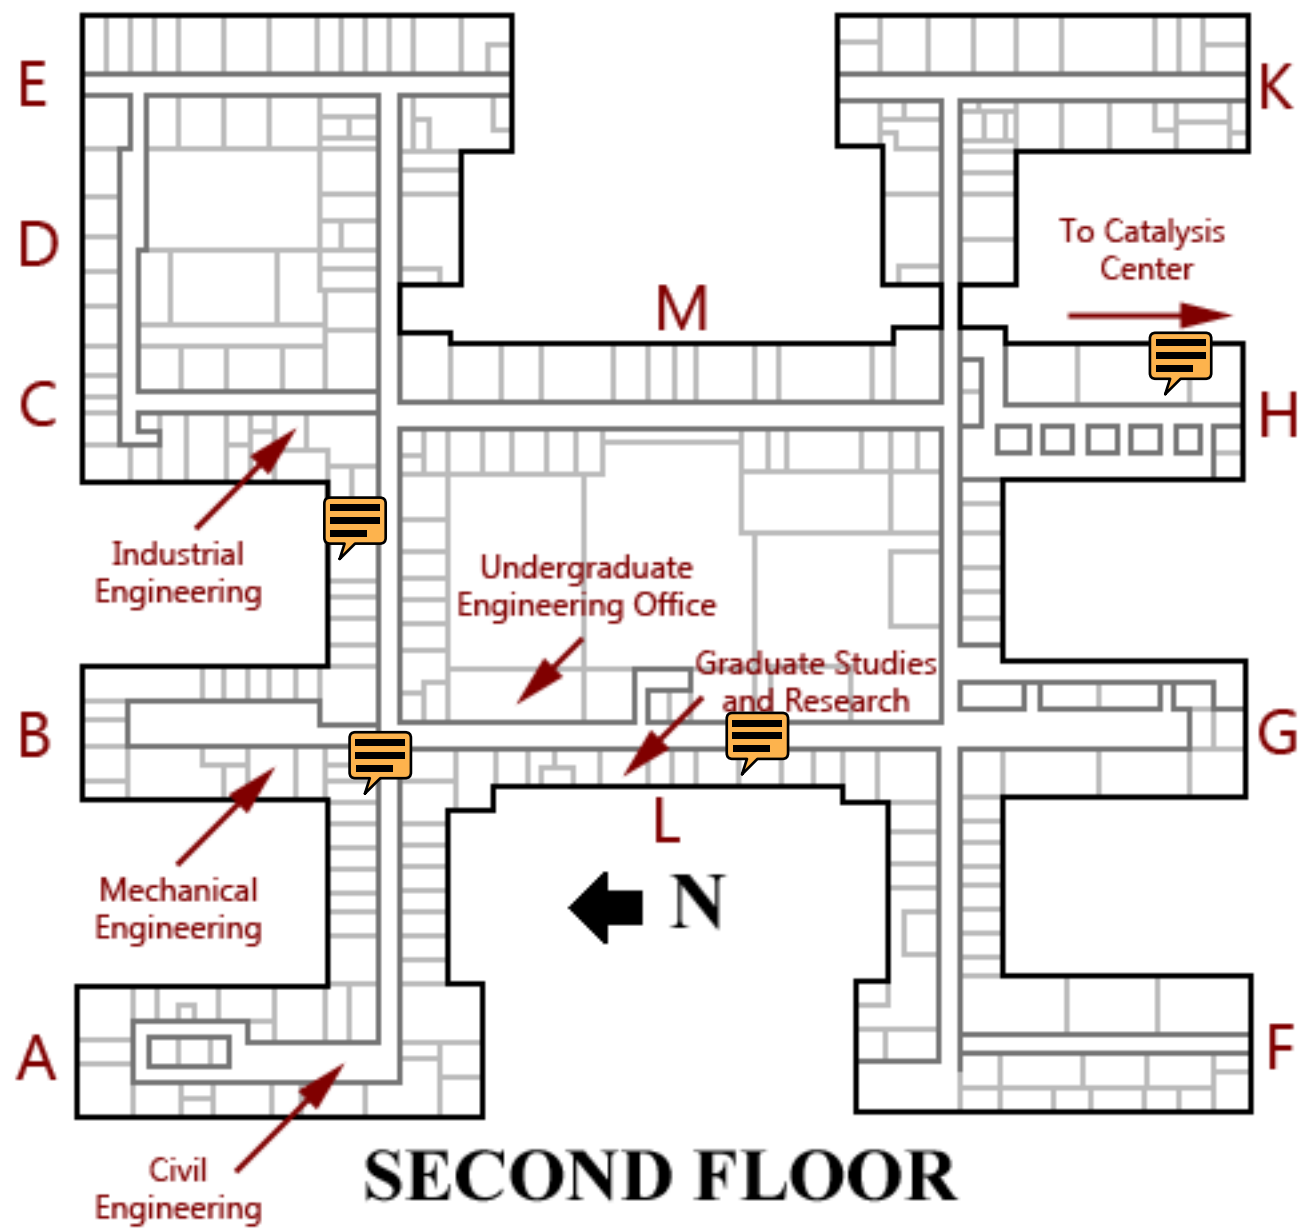 E
K
D
To Catalysis
Center
M
C
H
Industrial
Engineering
Undergraduate
Engineering Office
Graduate Studies
and Research
B
G
L
Mechanical
Engineering
N
A
F
Civil
Engineering
SECOND FLOOR